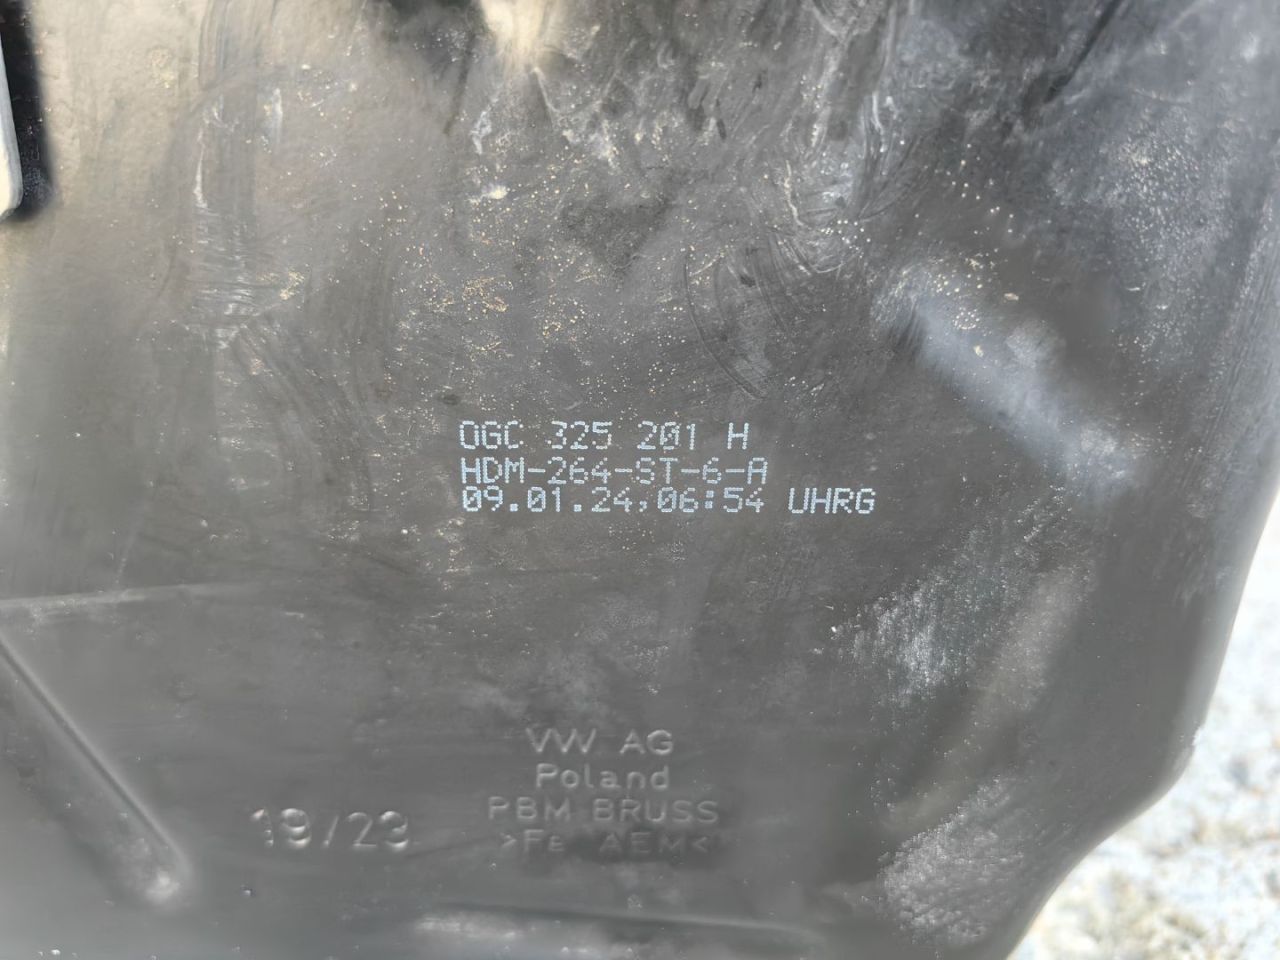 0GC 325 201 H
HDM-264-ST-6-A
09.01.24,06:54 UHRG
VW AG
Poland
PBM-BRUSS
19/23
>Fe AEM<